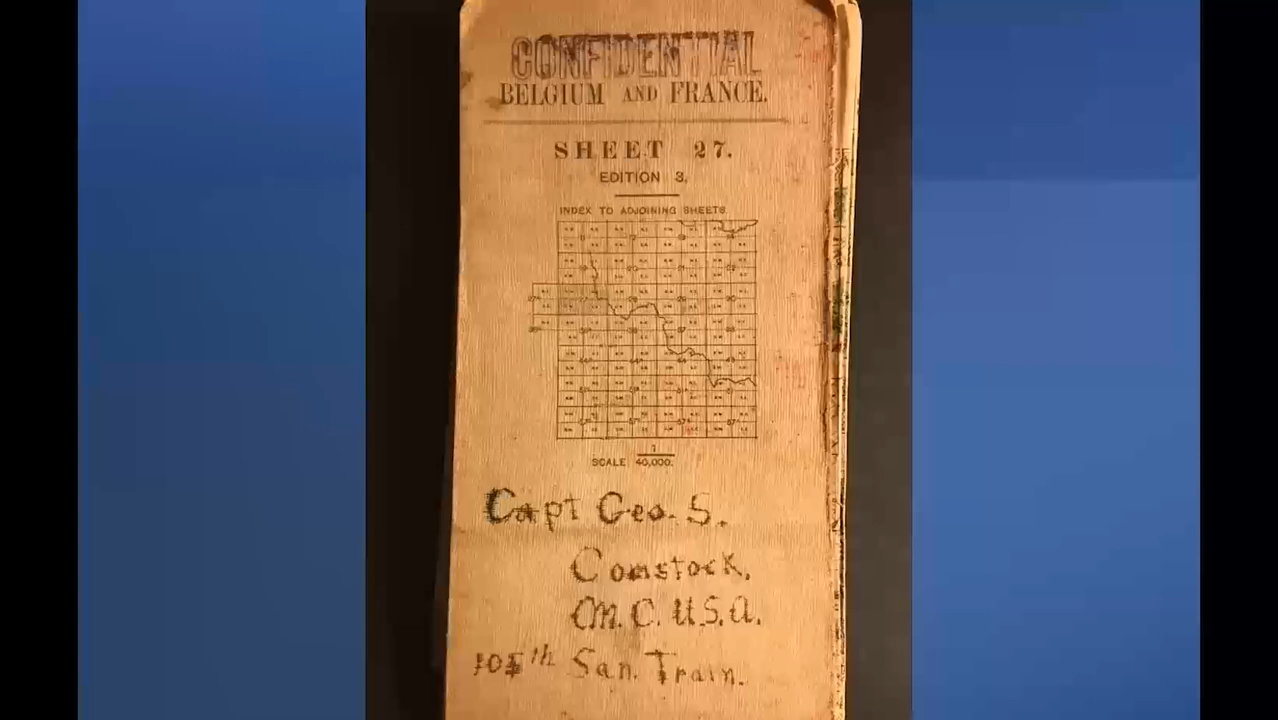 CONFIDENTIAL
BELGIUM AND FRANCE.
SHEET 27.
EDITION 3.
INDEX TO ADJOINING SHEETS
SCALE 1/40,000.
Capt Geo. S.
Comstock,
M. C. U.S.A.
105th San. Train.